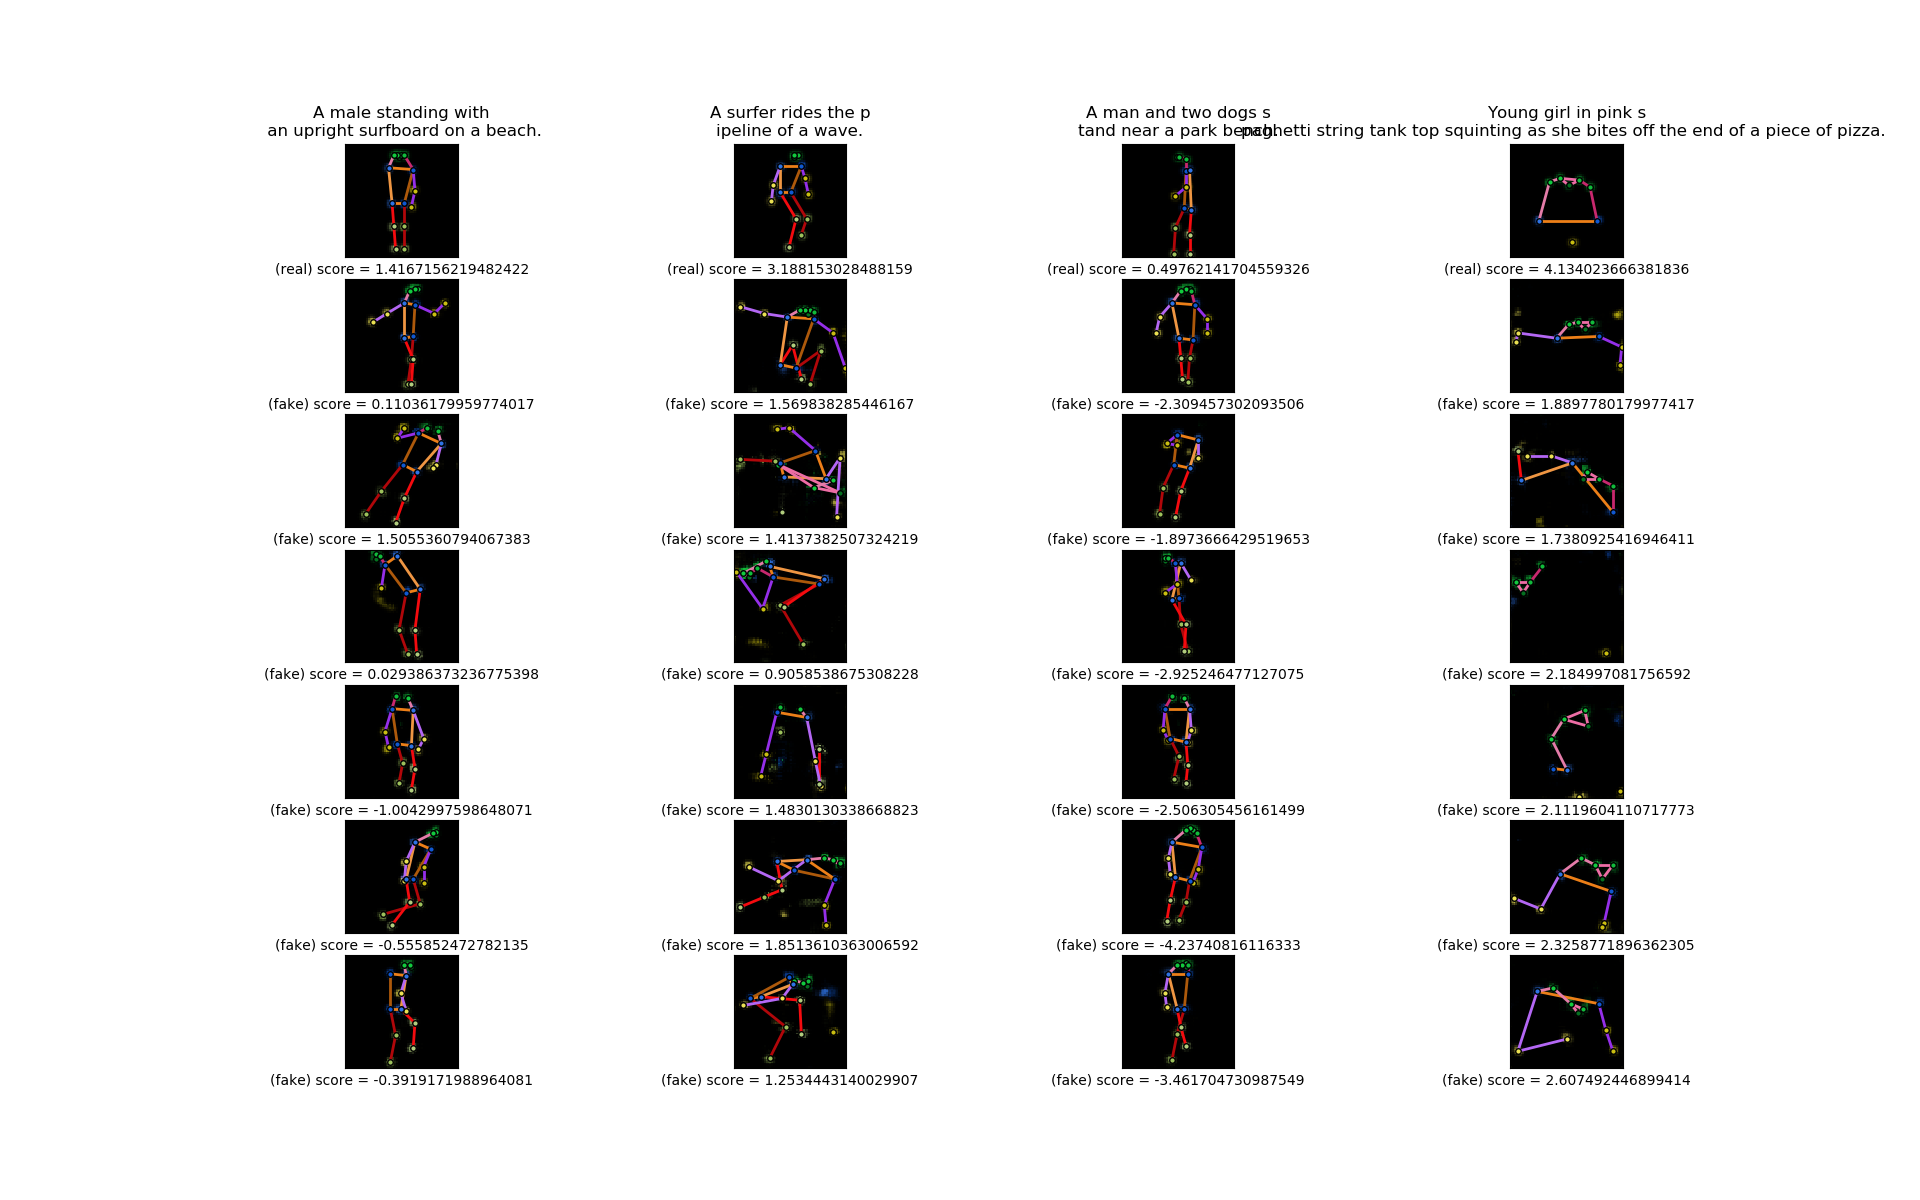 A male standing with
an upright surfboard on a beach.
A surfer rides the p
ipeline of a wave.
A man and two dogs s
tand near a park bench.
Young girl in pink s
paghetti string tank top squinting as she bites off the end of a piece of pizza.
(real) score = 1.4167156219482422
(real) score = 3.188153028488159
(real) score = 0.49762141704559326
(real) score = 4.134023666381836
(fake) score = 0.11036179959774017
(fake) score = 1.569838285446167
(fake) score = -2.309457302093506
(fake) score = 1.8897780179977417
(fake) score = 1.5055360794067383
(fake) score = 1.4137382507324219
(fake) score = -1.8973666429519653
(fake) score = 1.7380925416946411
(fake) score = 0.029386373236775398
(fake) score = 0.9058538675308228
(fake) score = -2.925246477127075
(fake) score = 2.184997081756592
(fake) score = -1.0042997598648071
(fake) score = 1.4830130338668823
(fake) score = -2.506305456161499
(fake) score = 2.1119604110717773
(fake) score = -0.555852472782135
(fake) score = 1.8513610363006592
(fake) score = -4.23740816116333
(fake) score = 2.3258771896362305
(fake) score = -0.3919171988964081
(fake) score = 1.2534443140029907
(fake) score = -3.461704730987549
(fake) score = 2.607492446899414